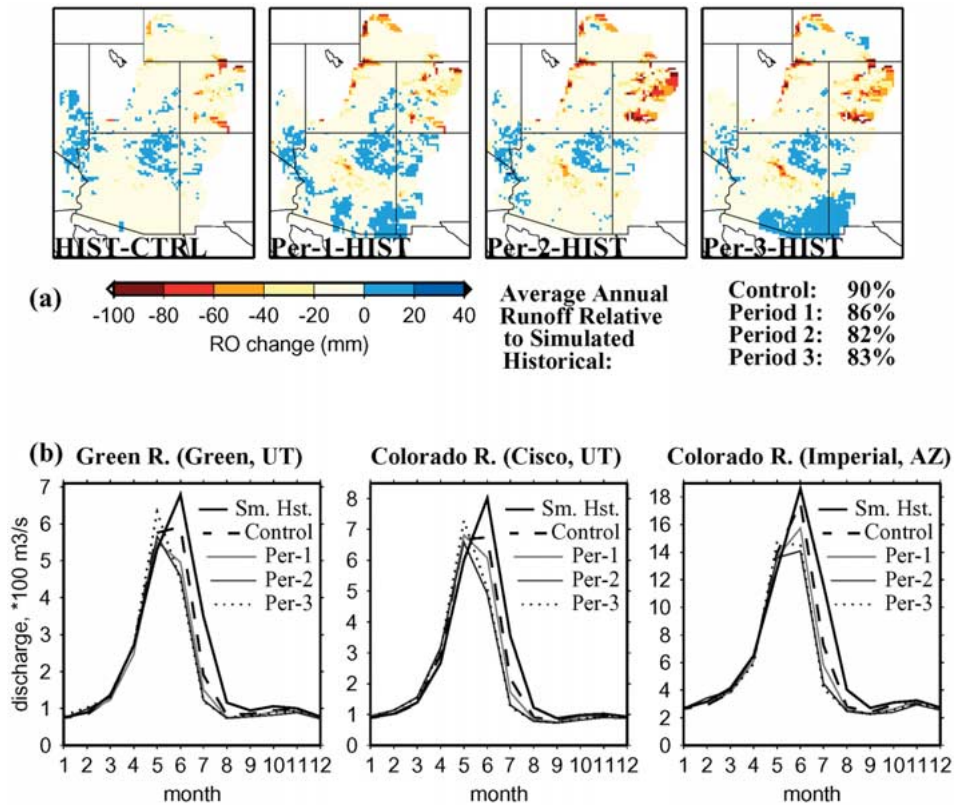 HIST-CTRL Per-1-HIST Per-2-HIST Per-3-HIST
(a)
-100 -80 -60 -40 -20 0 20 40
RO change (mm)
Average Annual
Runoff Relative
to Simulated
Historical:
Control: 90%
Period 1: 86%
Period 2: 82%
Period 3: 83%
(b)
Green R. (Green, UT)
7
6
5
4
3
2
1
0
discharge, *100 m3/s
Sm. Hst.
Control
Per-1
Per-2
Per-3
1 2 3 4 5 6 7 8 9 10 11 12
month
Colorado R. (Cisco, UT)
8
7
6
5
4
3
2
1
0
Sm. Hst.
Control
Per-1
Per-2
Per-3
1 2 3 4 5 6 7 8 9 10 11 12
month
Colorado R. (Imperial, AZ)
18
16
14
12
10
8
6
4
2
0
Sm. Hst.
Control
Per-1
Per-2
Per-3
1 2 3 4 5 6 7 8 9 10 11 12
month